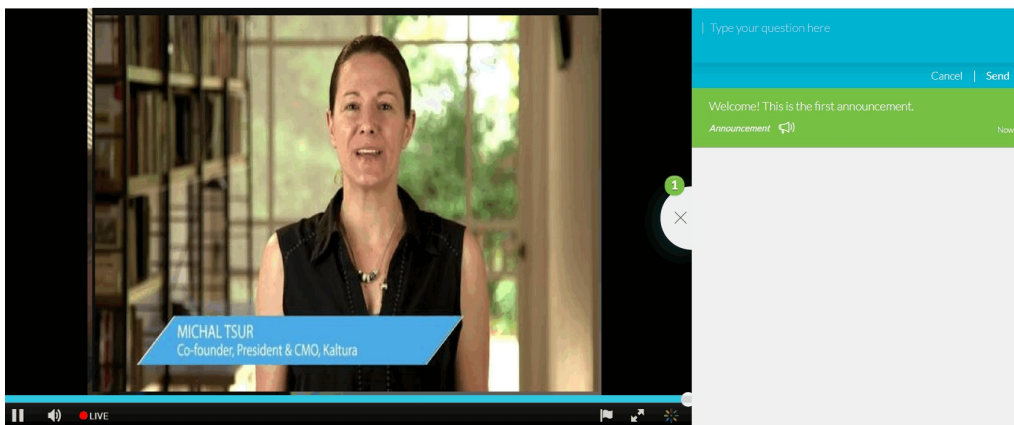 Type your question here
Cancel | Send
Welcome! This is the first announcement.
Announcement
Now
1
MICHAL TSUR
Co-founder, President & CMO, Kaltura
LIVE